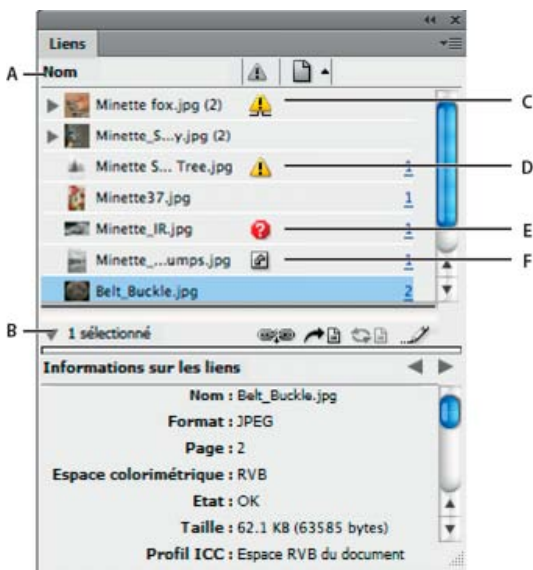 Liens
A
Nom
Minette fox.jpg (2)
C
Minette_S...y.jpg (2)
Minette S... Tree.jpg
1
D
Minette37.jpg
1
Minette_IR.jpg
1
E
Minette_...umps.jpg
1
F
Belt_Buckle.jpg
2
B
1 sélectionné
Informations sur les liens
Nom : Belt_Buckle.jpg
Format : JPEG
Page : 2
Espace colorimétrique : RVB
Etat : OK
Taille : 62.1 KB (63585 bytes)
Profil ICC : Espace RVB du document